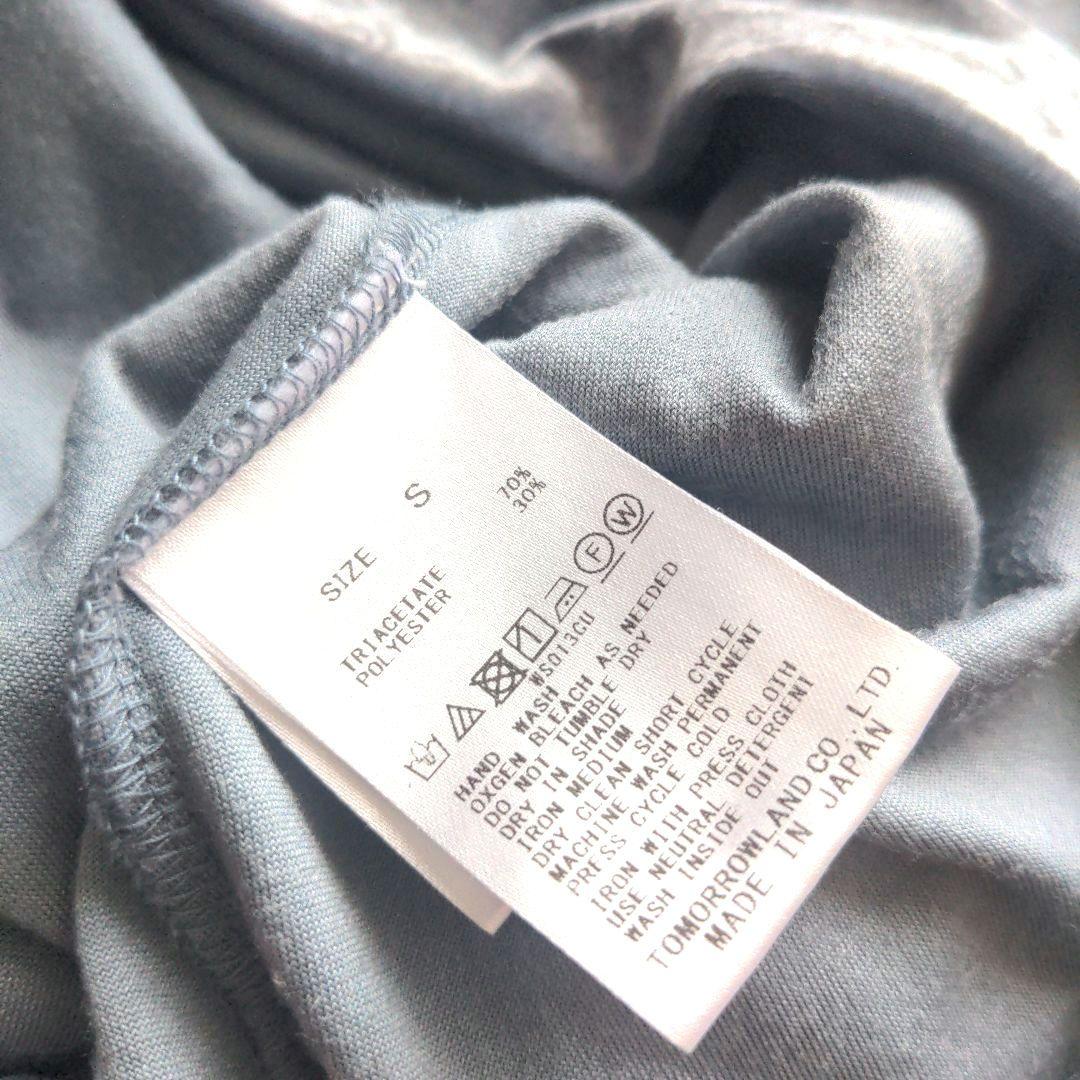 SIZE S
TRIACETATE 70%
POLYESTER 30%
F W
WS013GU
HAND WASH
OXGEN BLEACH AS NEEDED
DO NOT TUMBLE DRY
DRY IN SHADE
IRON MEDIUM
DRY CLEAN SHORT CYCLE
MACHINE WASH PERMANENT
PRESS CYCLE COLD
IRON WITH PRESS CLOTH
USE NEUTRAL DETERGENT
WASH INSIDE OUT
TOMORROWLAND CO.,LTD.
MADE IN JAPAN